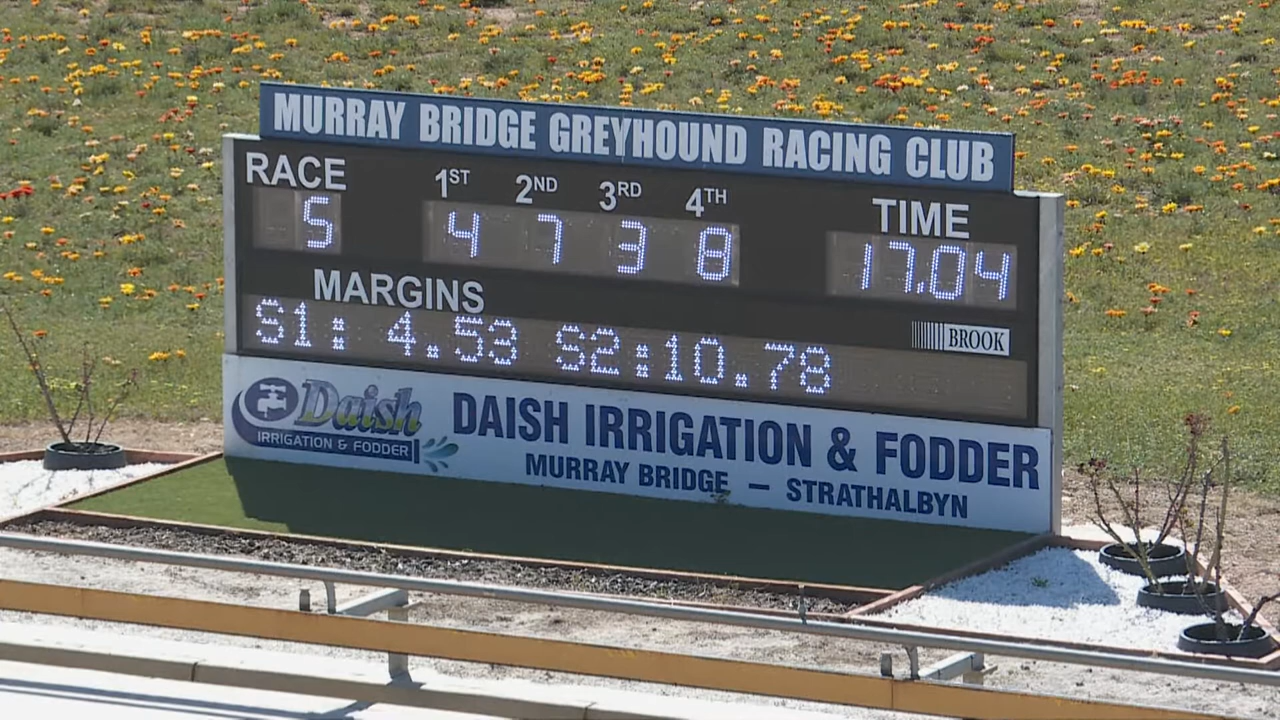 MURRAY BRIDGE GREYHOUND RACING CLUB
RACE 1ST 2ND 3RD 4TH TIME
5 4 7 3 8 17.04
MARGINS
BROOK
S1: 4.53 S2:10.78
Daish
IRRIGATION & FODDER
DAISH IRRIGATION & FODDER
MURRAY BRIDGE – STRATHALBYN